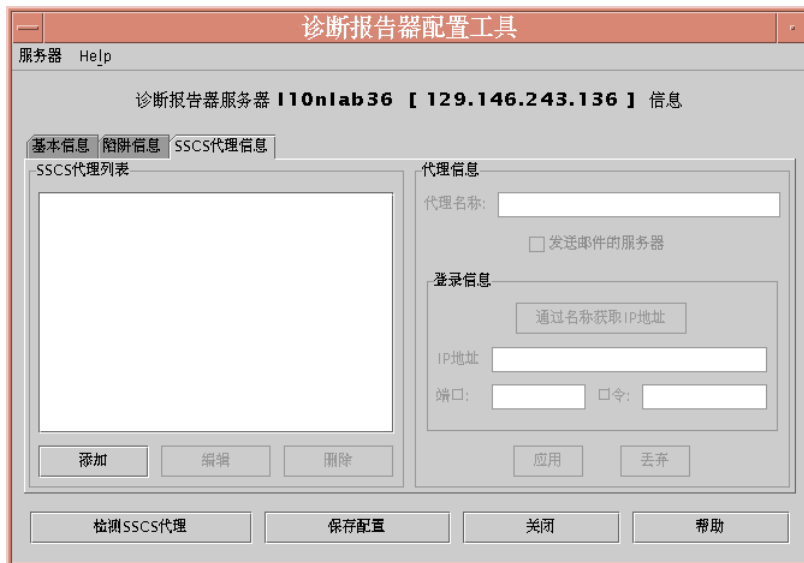 诊断报告器配置工具
服务器 Help
诊断报告器服务器 l10nlab36 [ 129.146.243.136 ] 信息
基本信息 陷阱信息 SSCS代理信息
SSCS代理列表
代理信息
代理名称:
发送邮件的服务器
登录信息
通过名称获取IP地址
IP地址
端口: 口令:
添加 编辑 删除
应用 丢弃
检测SSCS代理 保存配置 关闭 帮助